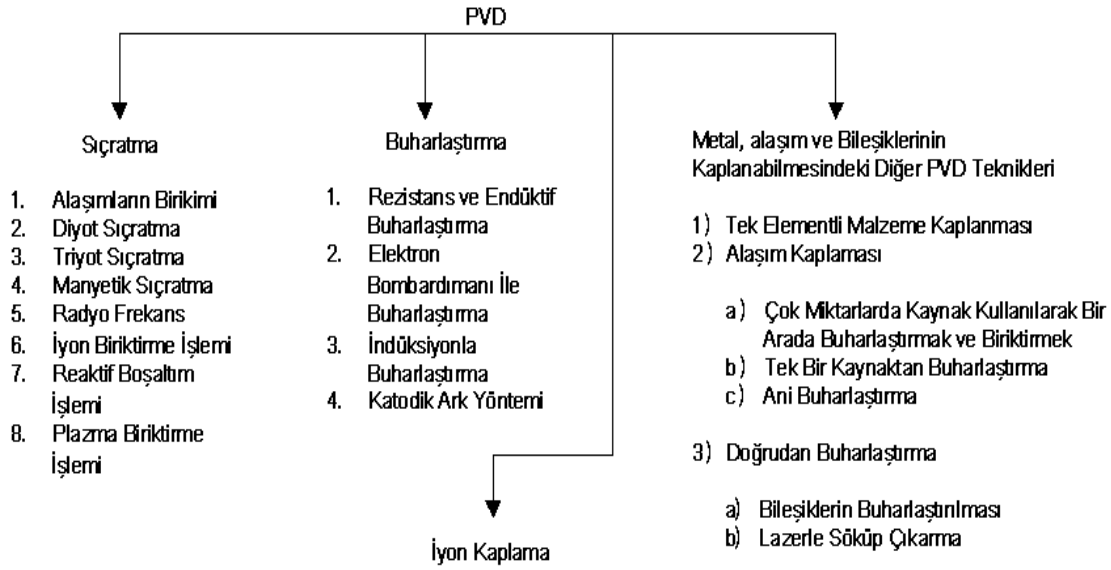 PVD
Sıçratma
1. Alaşımların Birikimi
2. Diyot Sıçratma
3. Triyot Sıçratma
4. Manyetik Sıçratma
5. Radyo Frekans
6. İyon Biriktirme İşlemi
7. Reaktif Boşaltım
İşlemi
8. Plazma Biriktirme
İşlemi
Buharlaştırma
1. Rezistans ve Endüktif
Buharlaştırma
2. Elektron
Bombardımanı İle
Buharlaştırma
3. İndüksiyonla
Buharlaştırma
4. Katodik Ark Yöntemi
İyon Kaplama
Metal, alaşım ve Bileşiklerinin
Kaplanabilmesindeki Diğer PVD Teknikleri
1) Tek Elementli Malzeme Kaplanması
2) Alaşım Kaplaması
a) Çok Miktarlarda Kaynak Kullanılarak Bir
Arada Buharlaştırmak ve Biriktirmek
b) Tek Bir Kaynaktan Buharlaştırma
c) Ani Buharlaştırma
3) Doğrudan Buharlaştırma
a) Bileşiklerin Buharlaştırılması
b) Lazerle Söküp Çıkarma